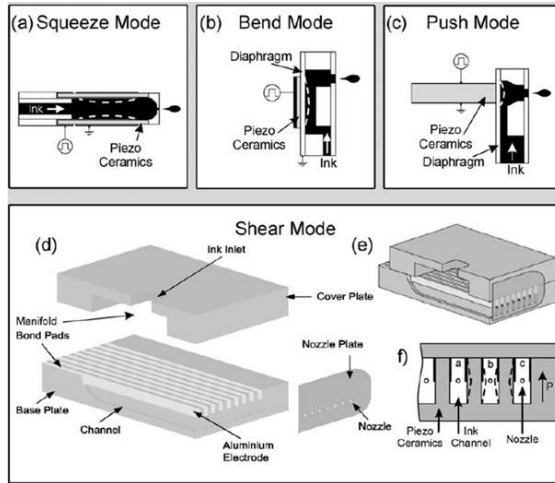 (a) Squeeze Mode
Ink
Piezo
Ceramics
(b) Bend Mode
Diaphragm
Piezo
Ceramics
Ink
(c) Push Mode
Piezo
Ceramics
Diaphragm
Ink
Shear Mode
(d)
Ink Inlet
Cover Plate
Manifold
Bond Pads
Base Plate
Channel
Aluminium
Electrode
Nozzle Plate
Nozzle
(e)
f)
a
b
c
P
Piezo
Ceramics
Ink
Channel
Nozzle